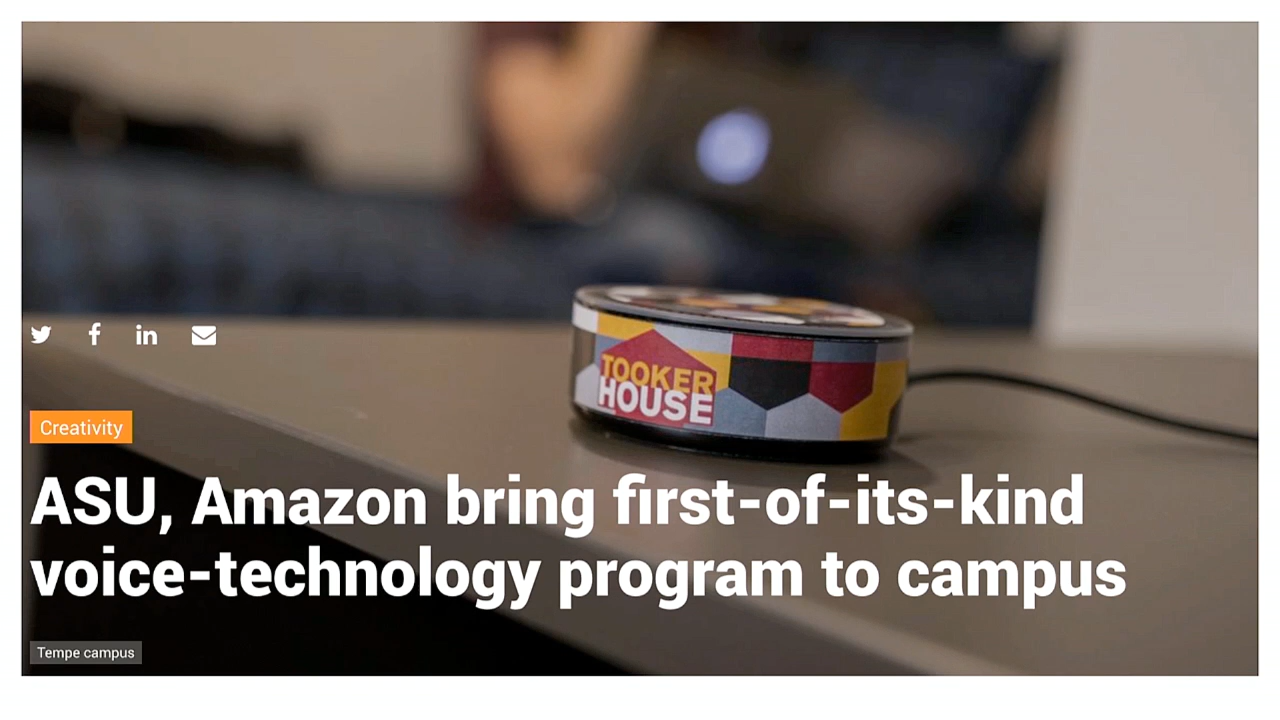 TOOKER
HOUSE
Creativity
ASU, Amazon bring first-of-its-kind
voice-technology program to campus
Tempe campus